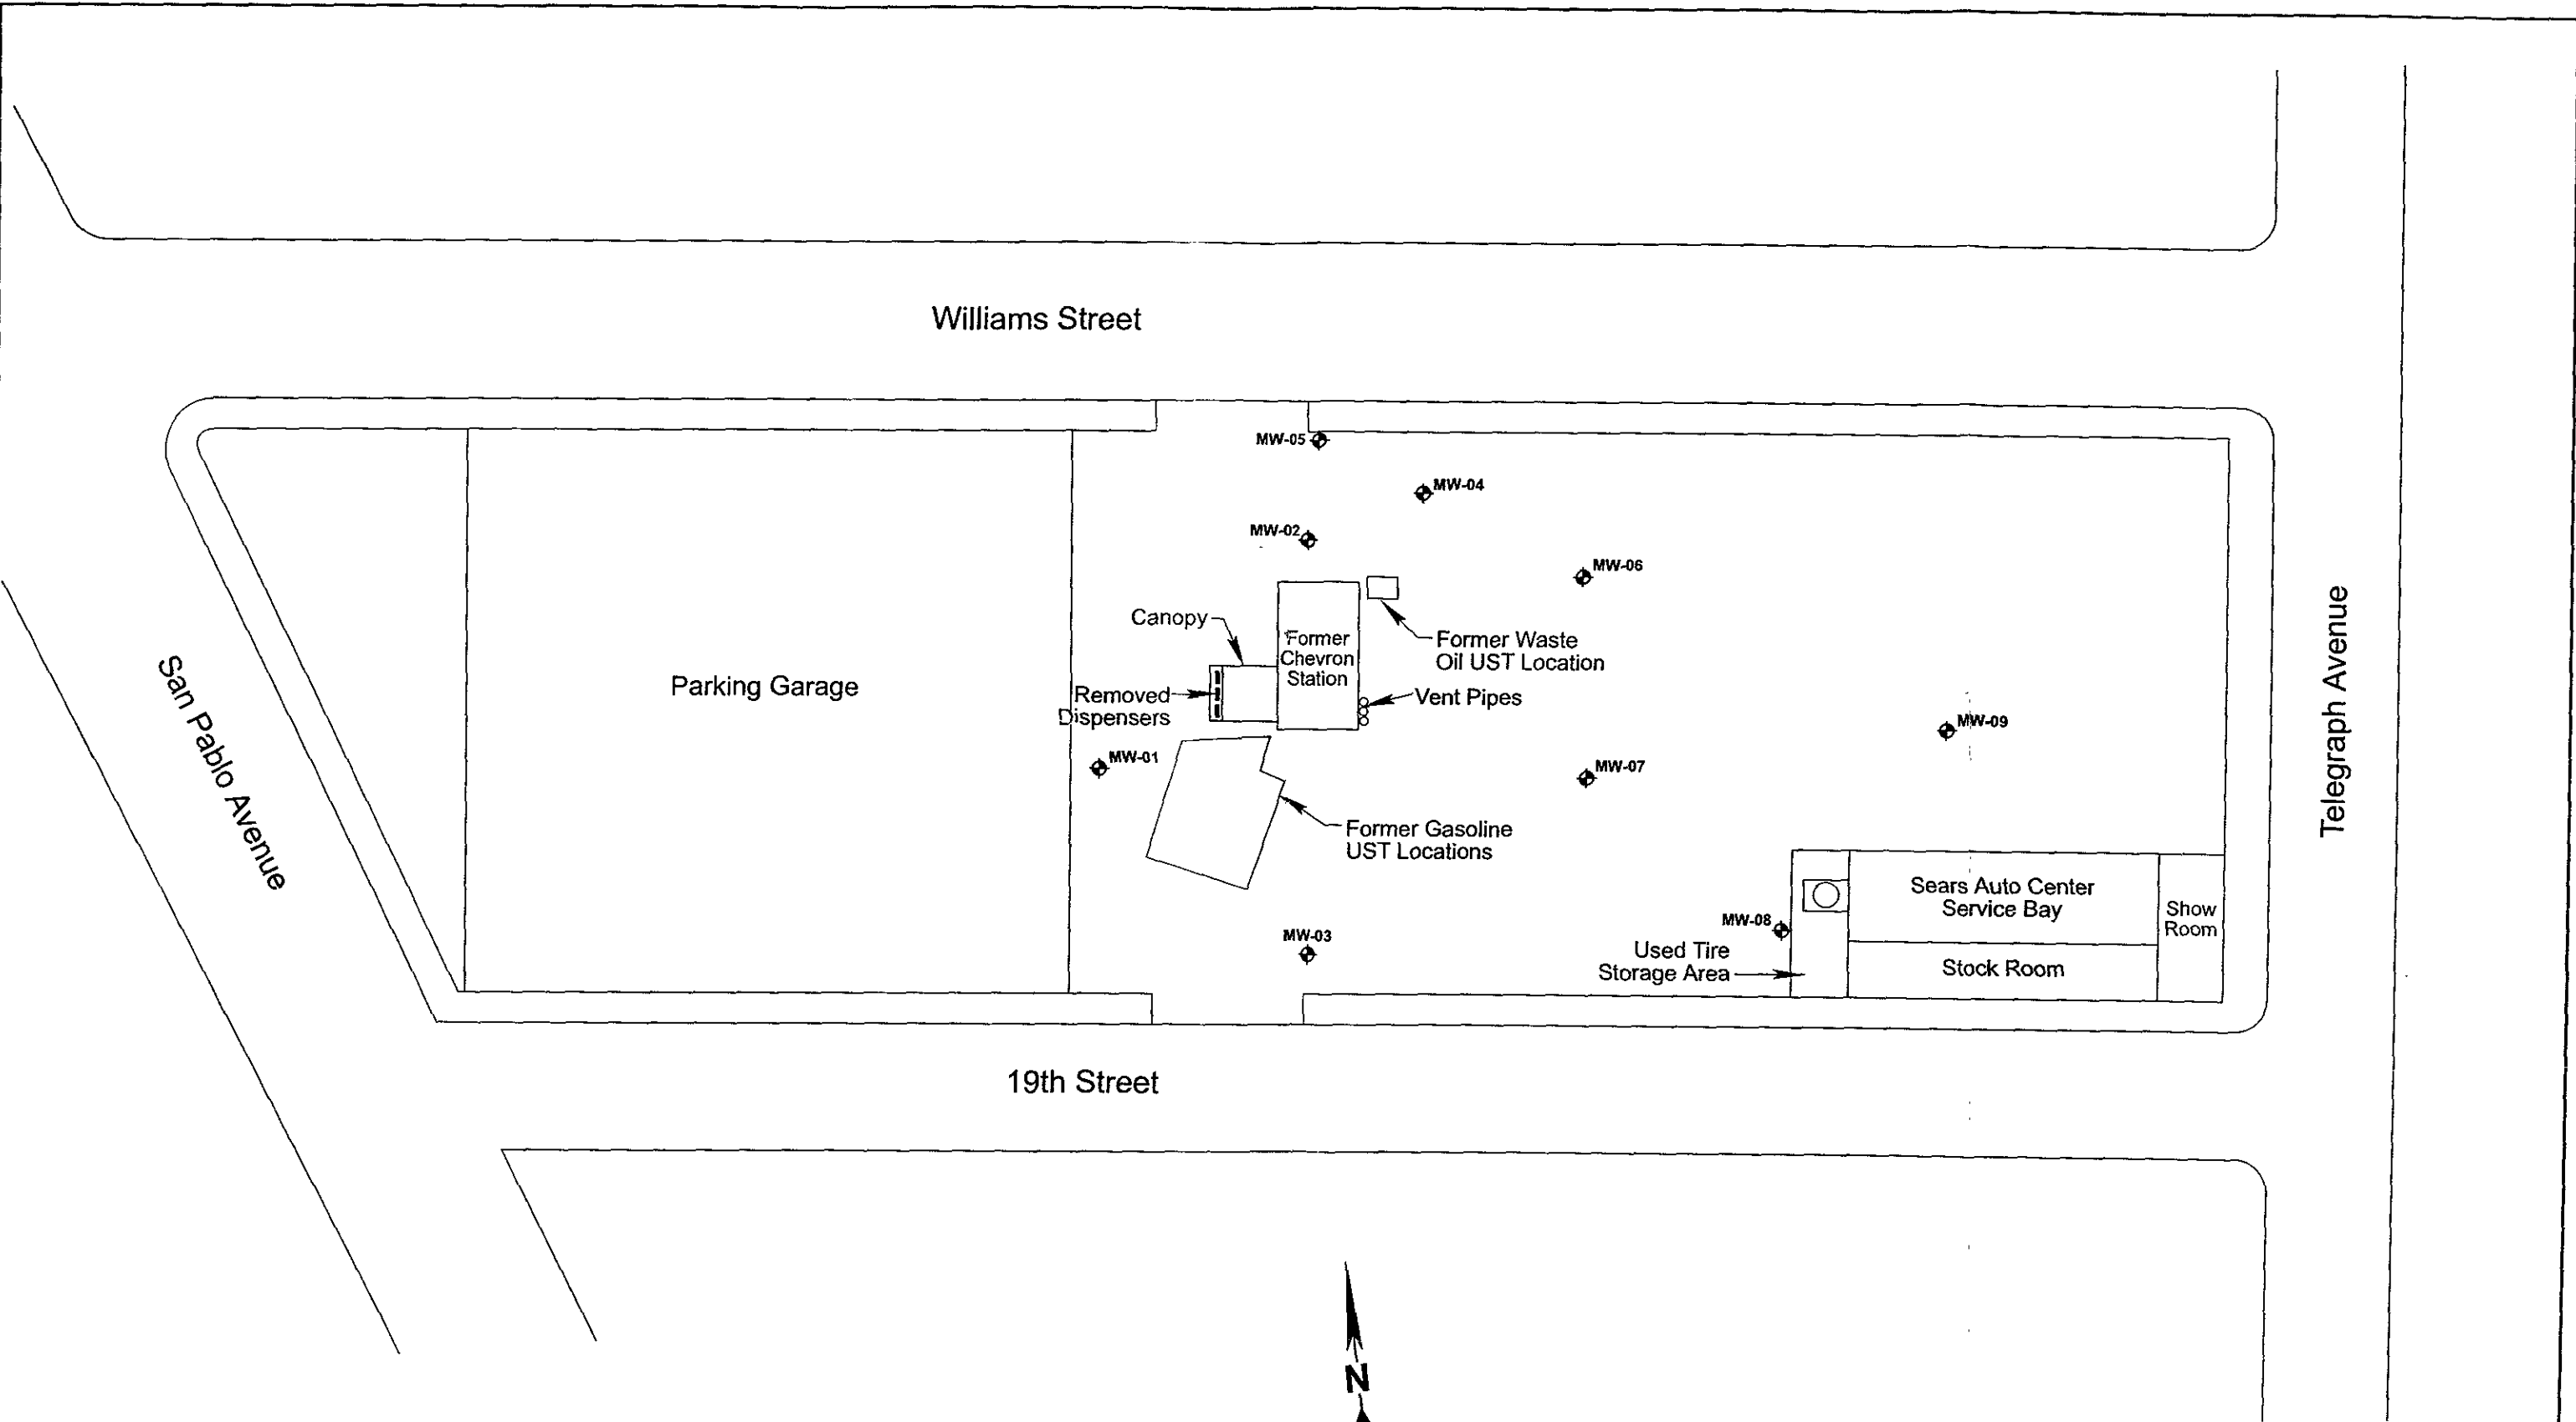 Williams Street
MW-05
MW-04
MW-02
MW-06
Canopy
Former
Chevron
Station
Former Waste
Oil UST Location
San Pablo Avenue
Parking Garage
Removed
Dispensers
Vent Pipes
Telegraph Avenue
MW-09
MW-01
MW-07
Former Gasoline
UST Locations
Sears Auto Center
Service Bay
Show
Room
MW-08
MW-03
Used Tire
Storage Area
Stock Room
19th Street
N